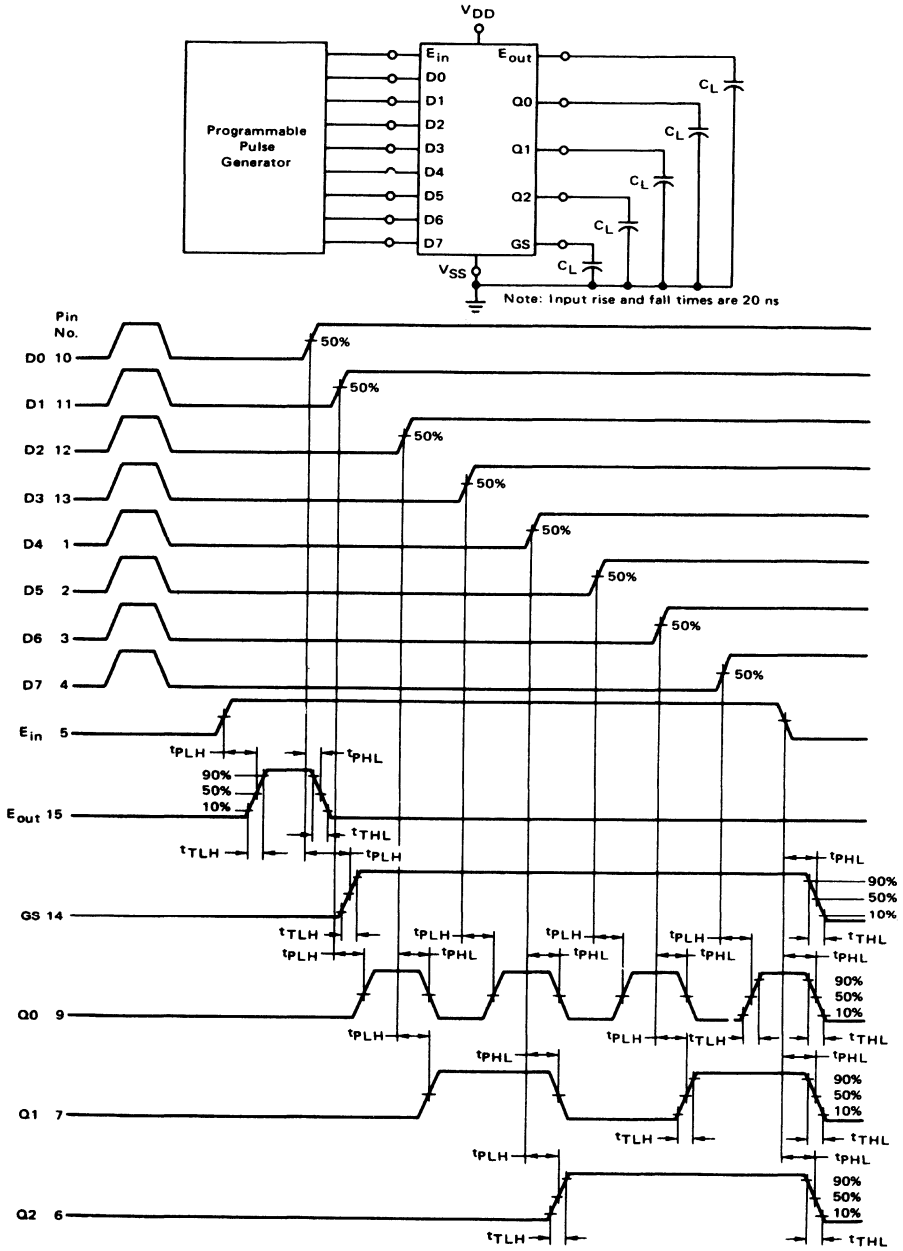 VDD
Programmable
Pulse
Generator
Ein
D0
D1
D2
D3
D4
D5
D6
D7
Eout
Q0
Q1
Q2
GS
CL
CL
CL
CL
CL
VSS
Note: Input rise and fall times are 20 ns
Pin
No.
D0 10
50%
D1 11
50%
D2 12
50%
D3 13
50%
D4 1
50%
D5 2
50%
D6 3
50%
D7 4
50%
Ein 5
tPLH
tPHL
90%
50%
10%
Eout 15
tTHL
tTLH
tPLH
tPHL
90%
50%
10%
GS 14
tTLH
tTHL
tPLH
tPHL
tPLH
tPHL
tPLH
tPHL
tPLH
tPHL
90%
50%
10%
Q0 9
tPLH
tPLH
tTLH
tTHL
tPHL
tPHL
90%
50%
10%
Q1 7
tTLH
tTHL
tPLH
tPHL
90%
50%
10%
Q2 6
tTLH
tTHL